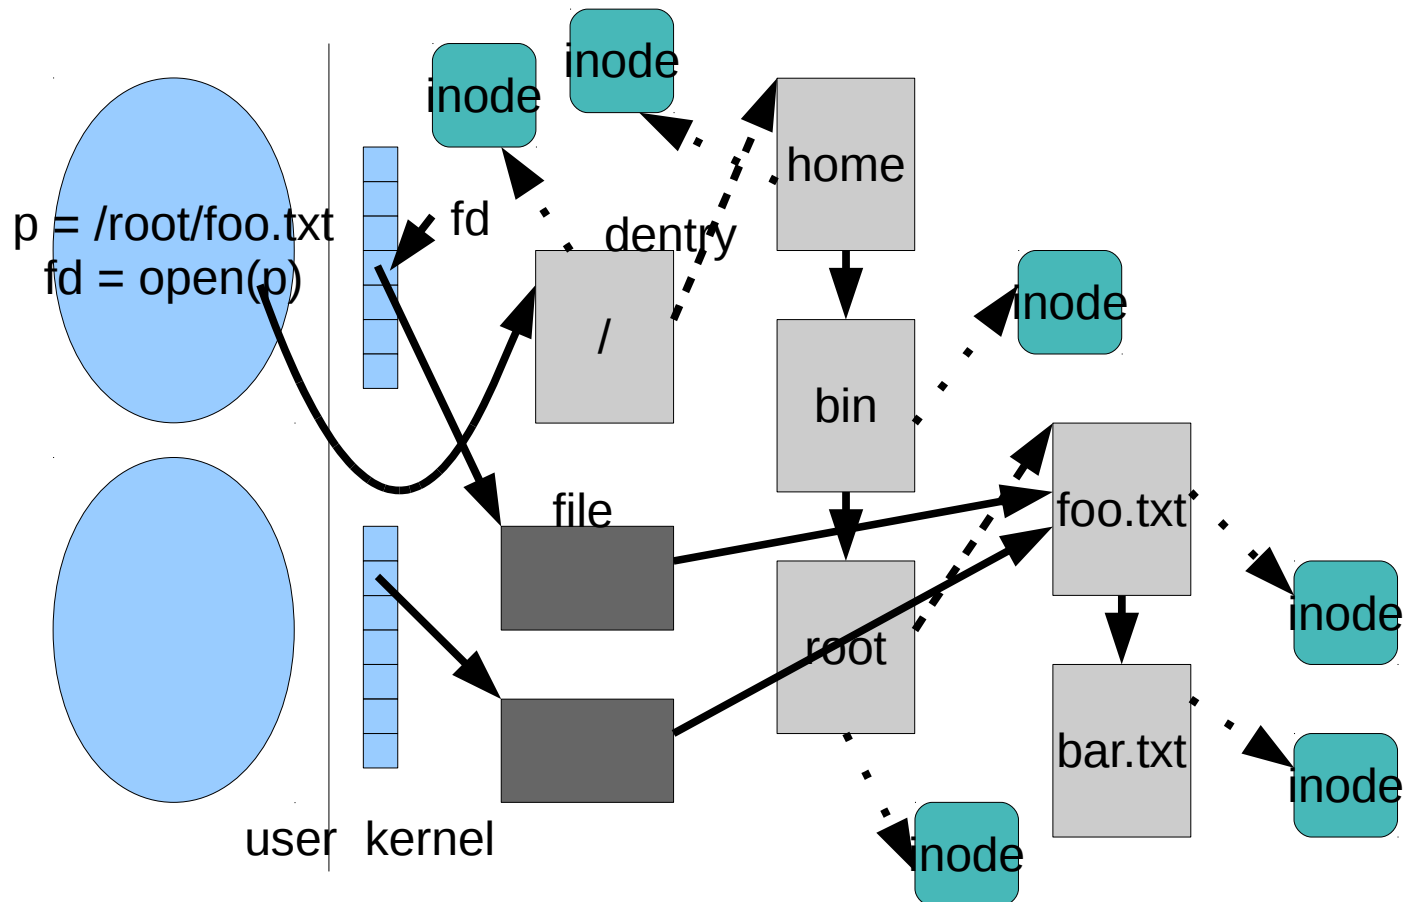 inode
inode
home
p = /root/foo.txt
fd = open(p)
fd
dentry
/
inode
bin
file
foo.txt
inode
root
bar.txt
inode
user kernel
inode